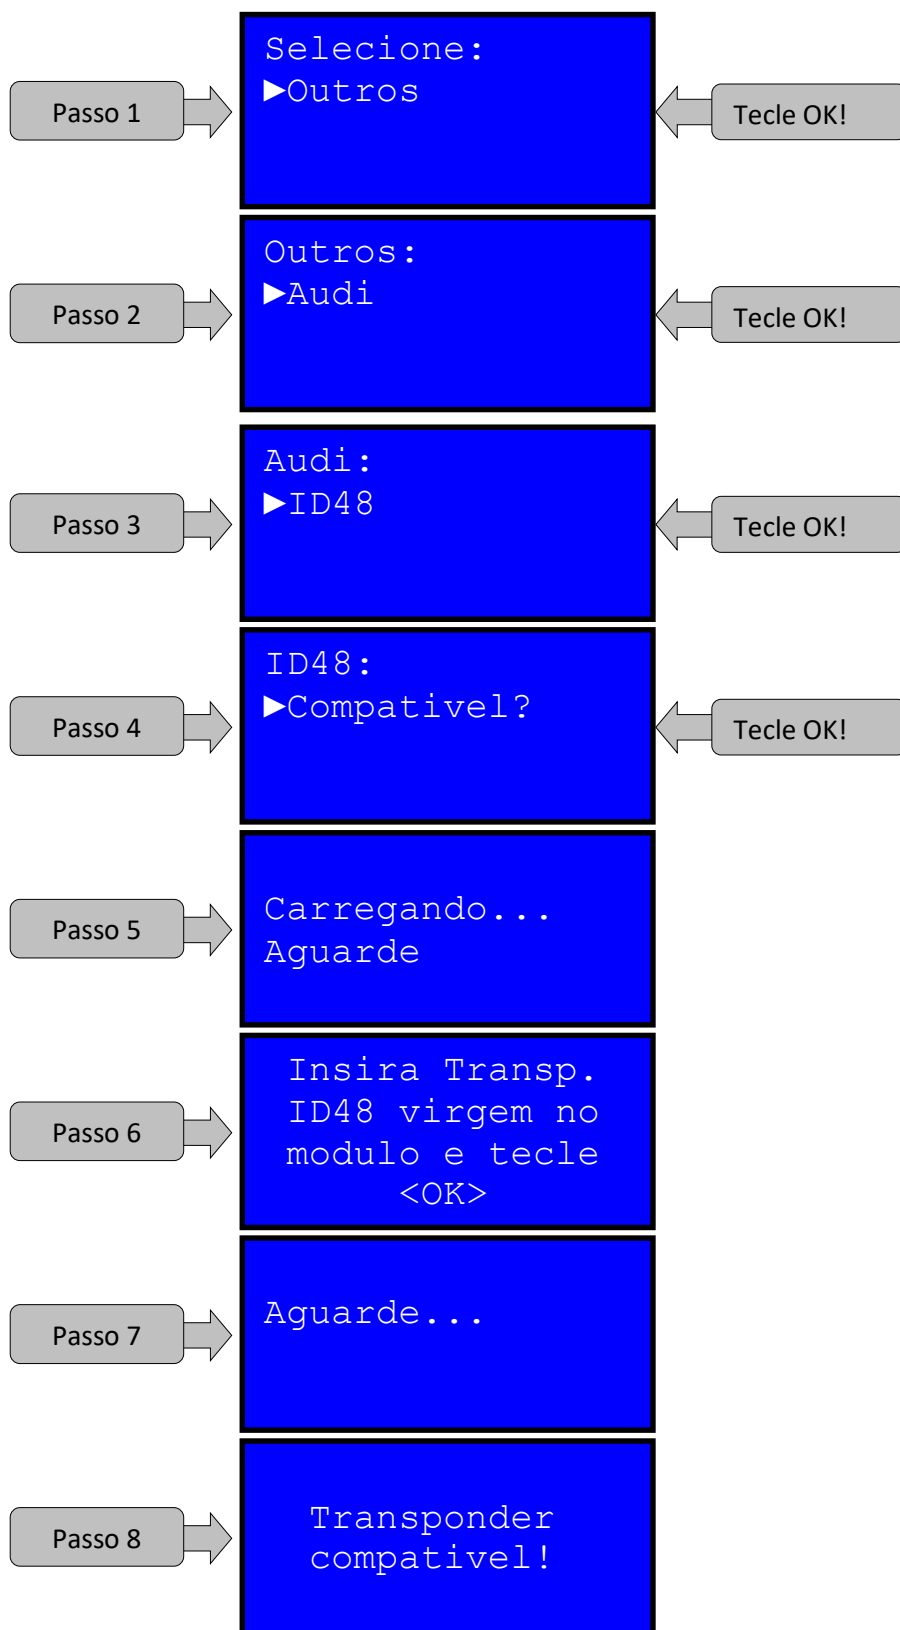 Passo 1
Selecione:
►Outros
Tecle OK!
Passo 2
Outros:
►Audi
Tecle OK!
Passo 3
Audi:
►ID48
Tecle OK!
Passo 4
ID48:
►Compativel?
Tecle OK!
Passo 5
Carregando...
Aguarde
Passo 6
Insira Transp.
ID48 virgem no
modulo e tecle
<OK>
Passo 7
Aguarde...
Passo 8
Transponder
compativel!